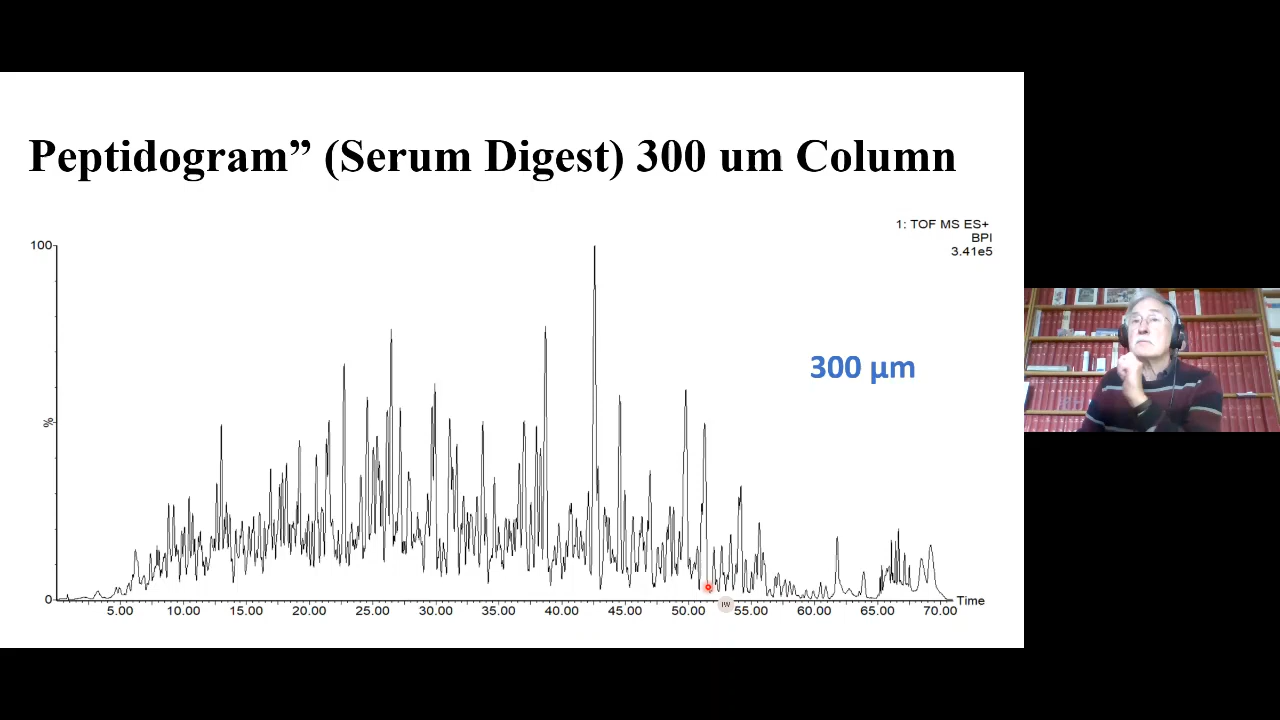 Peptidogram” (Serum Digest) 300 um Column
1: TOF MS ES+
BPI
3.41e5
100
300 µm
%
0
5.00 10.00 15.00 20.00 25.00 30.00 35.00 40.00 45.00 50.00 55.00 60.00 65.00 70.00
Time